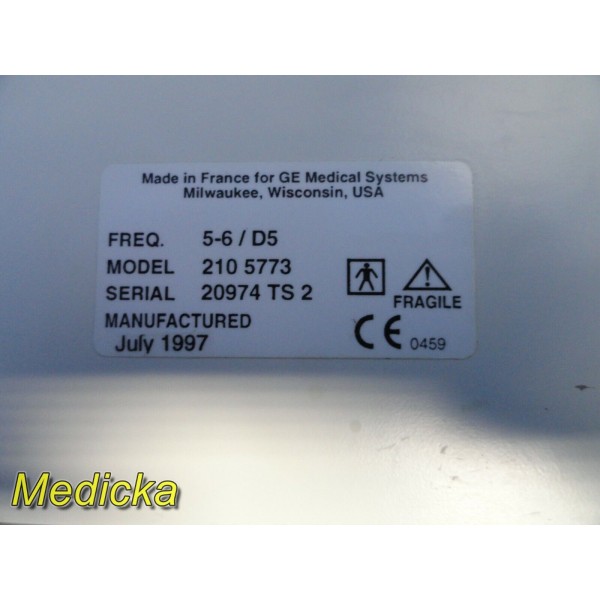 Made in France for GE Medical Systems
Milwaukee, Wisconsin, USA
FREQ. 5-6 / D5
MODEL 210 5773
SERIAL 20974 TS 2
FRAGILE
MANUFACTURED
July 1997
CE 0459
Medicka